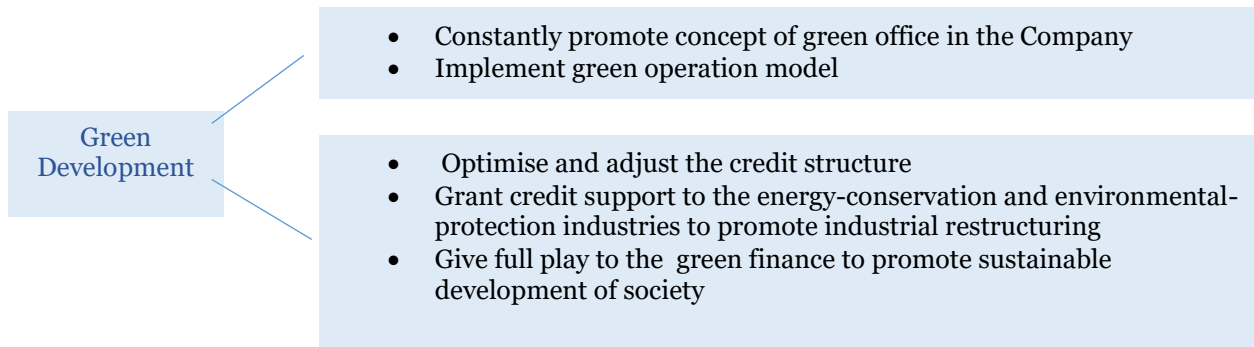 • Constantly promote concept of green office in the Company
• Implement green operation model
Green
Development
• Optimise and adjust the credit structure
• Grant credit support to the energy-conservation and environmental-
protection industries to promote industrial restructuring
• Give full play to the green finance to promote sustainable
development of society